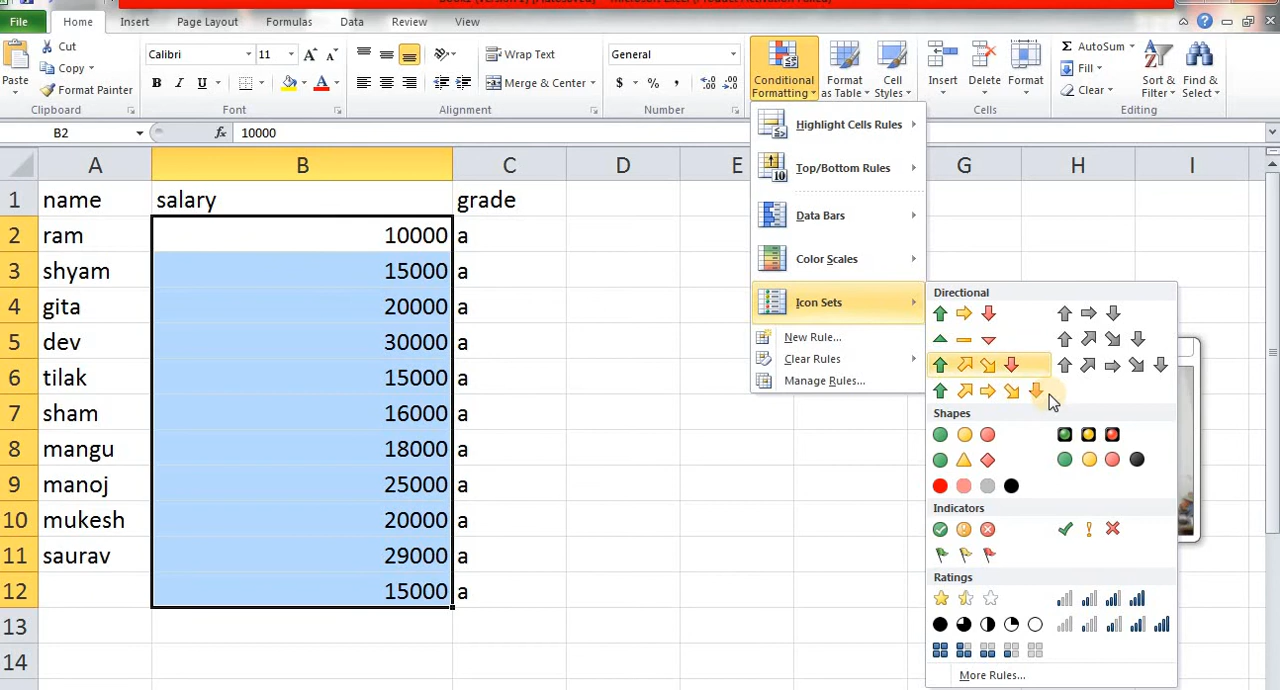 File Home Insert Page Layout Formulas Data Review View
Cut
Copy
Format Painter
Paste
Clipboard
Calibri 11 A A
B I U A
Font
Wrap Text
Merge & Center
Alignment
General
$ % ,
Number
Conditional Formatting
Format as Table
Cell Styles
Insert Delete Format
Cells
Σ AutoSum
Fill
Clear
Sort & Filter
Find & Select
Editing
B2 fx 10000
A B C D E G H I
1 name salary grade
2 ram 10000 a
3 shyam 15000 a
4 gita 20000 a
5 dev 30000 a
6 tilak 15000 a
7 sham 16000 a
8 mangu 18000 a
9 manoj 25000 a
10 mukesh 20000 a
11 saurav 29000 a
12 15000 a
13
14
Highlight Cells Rules
Top/Bottom Rules
Data Bars
Color Scales
Icon Sets
New Rule...
Clear Rules
Manage Rules...
Directional
Shapes
Indicators
Ratings
More Rules...